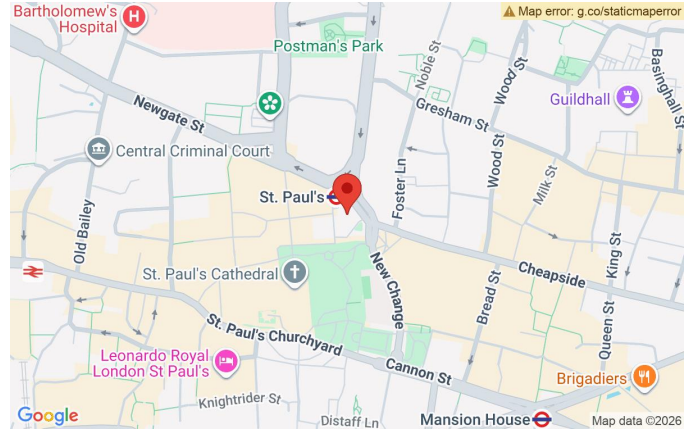 Bartholomew's
Hospital
Map error: g.co/staticmaperror
Postman's Park
Noble St
Wood St
Basinghall St
Newgate St
Gresham St
Guildhall
Central Criminal Court
Foster Ln
Wood St
Milk St
St. Paul's
Old Bailey
King St
St. Paul's Cathedral
New Change
Cheapside
Bread St
St. Paul's Churchyard
Queen St
Leonardo Royal
London St Paul's
Cannon St
Brigadiers
Knightrider St
Distaff Ln
Mansion House
Google
Map data ©2026